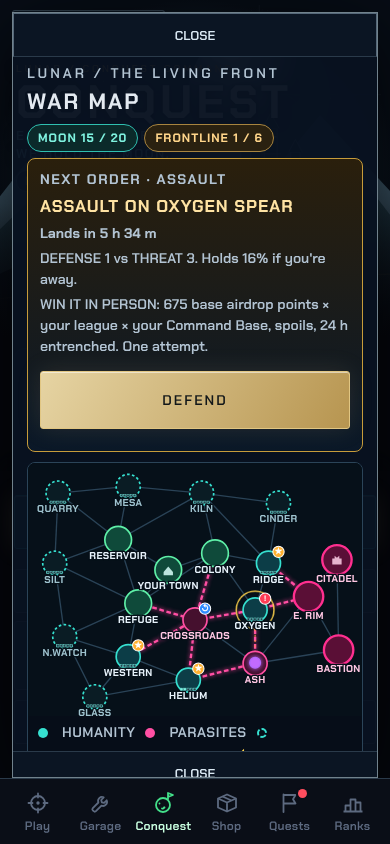 CLOSE
LUNAR / THE LIVING FRONT
WAR MAP
MOON 15 / 20
FRONTLINE 1 / 6
NEXT ORDER · ASSAULT
ASSAULT ON OXYGEN SPEAR
Lands in 5 h 34 m
DEFENSE 1 vs THREAT 3. Holds 16% if you're
away.
WIN IT IN PERSON: 675 base airdrop points ×
your league × your Command Base, spoils, 24 h
entrenched. One attempt.
DEFEND
QUARRY
MESA
KILN
CINDER
RESERVOIR
SILT
YOUR TOWN
COLONY
RIDGE
CITADEL
REFUGE
CROSSROADS
OXYGEN
E. RIM
N.WATCH
WESTERN
HELIUM
ASH
BASTION
GLASS
HUMANITY
PARASITES
CLOSE
Play
Garage
Conquest
Shop
Quests
Ranks